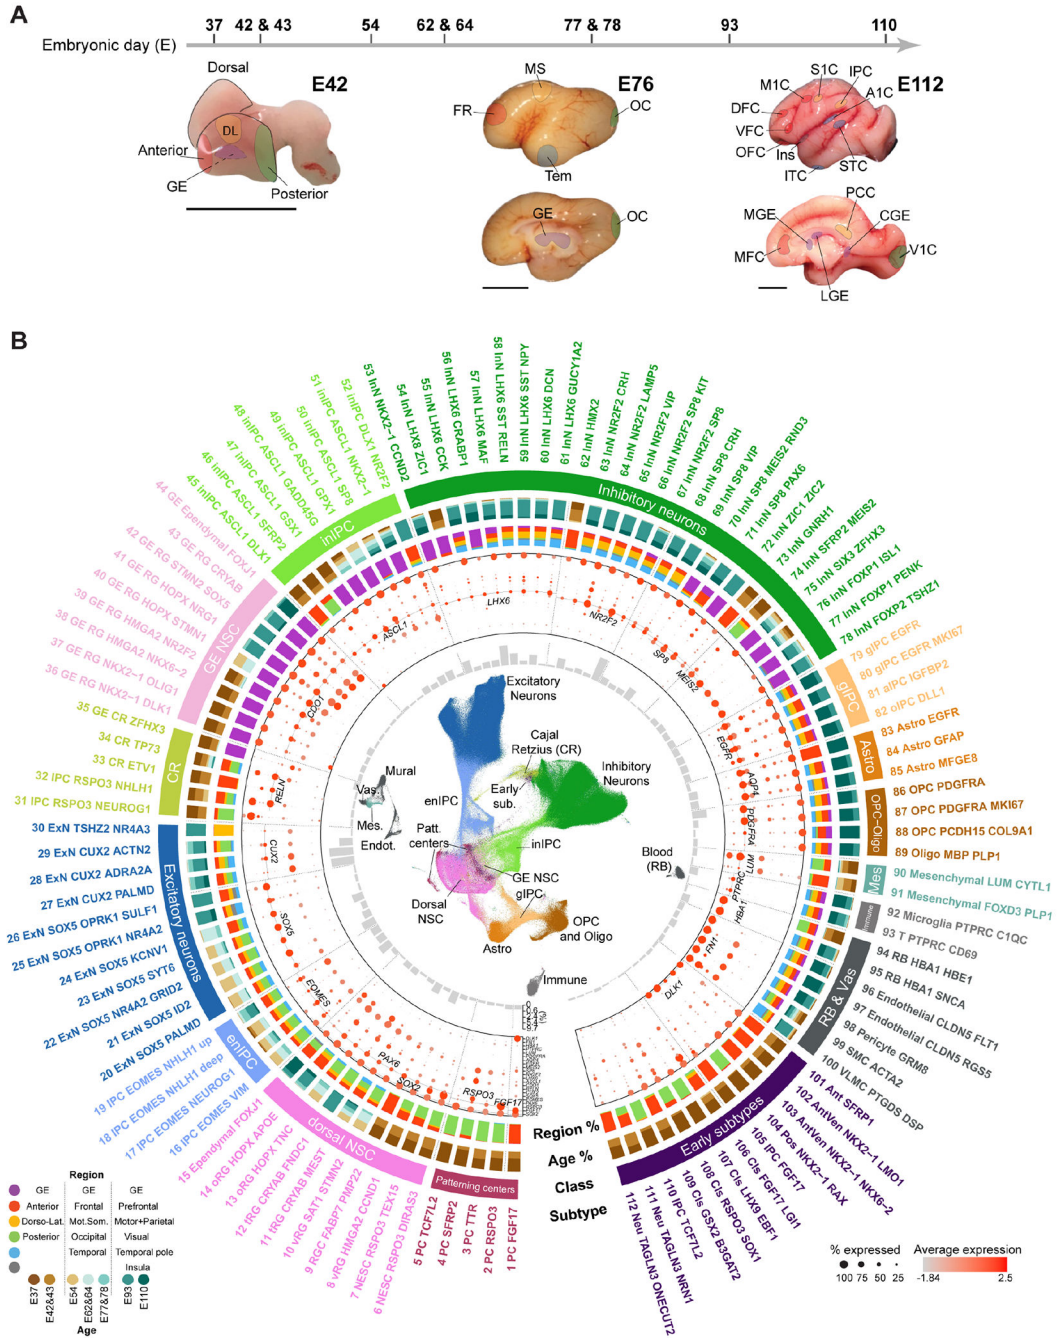 A
37 42 & 43 54 62 & 64 77 & 78 93 110
Embryonic day (E)
Dorsal
E42
DL
Anterior
GE
Posterior
MS
E76
FR
OC
Tem
GE
OC
S1C
IPC
E112
M1C
A1C
DFC
VFC
OFC
Ins
ITC
STC
PCC
MGE
CGE
MFC
V1C
LGE
B
1 PC FGF17
2 PC RSPO3
3 PC TTR
4 PC SFRP2
5 PC TCF7L2
6 NESC RSPO3 DIRAS3
7 NESC RSPO3 TEX15
8 vRG HMGA2 CCND1
9 RGC FABP7 PMP22
10 vRG SAT1 STMN2
11 tRG CRYAB MEST
12 tRG CRYAB FNDC1
13 oRG HOPX TNC
14 oRG HOPX APOE
15 Ependymal FOXJ1
16 IPC EOMES VIM
17 IPC EOMES NEUROG1
18 IPC EOMES NHLH1 deep
19 IPC EOMES NHLH1 up
20 ExN SOX5 PALMD
21 ExN SOX5 ID2
22 ExN SOX5 NR4A2 GRID2
23 ExN SOX5 SYT6
24 ExN SOX5 KCNV1
25 ExN SOX5 OPRK1 NR4A2
26 ExN SOX5 OPRK1 SULF1
27 ExN CUX2 PALMD
28 ExN CUX2 ADRA2A
29 ExN CUX2 ACTN2
30 ExN TSHZ2 NR4A3
31 IPC RSPO3 NEUROG1
32 IPC RSPO3 NHLH1
33 CR ETV1
34 CR TP73
35 GE CR ZFHX3
36 GE RG NKX2−1 DLK1
37 GE RG NKX2−1 OLIG1
38 GE RG HMGA2 NKX6−2
39 GE RG HMGA2 NR2F2
40 GE RG HOPX STMN1
41 GE RG HOPX NRG1
42 GE RG STMN2 SOX5
43 GE RG CRYAB
44 GE Ependymal FOXJ1
45 inIPC ASCL1 DLX1
46 inIPC ASCL1 SFRP2
47 inIPC ASCL1 GSX1
48 inIPC ASCL1 GADD45G
49 inIPC ASCL1 GPX1
50 inIPC ASCL1 SP8
51 inIPC ASCL1 NKX2-1
52 inIPC DLX1 NR2F2
53 InN NKX2−1 CCND2
54 InN LHX8 ZIC1
55 InN LHX6 CCK
56 InN LHX6 CRABP1
57 InN LHX6 MAF
58 InN LHX6 SST RELN
59 InN LHX6 SST NPY
60 InN LHX6 DCN
61 InN LHX6 GUCY1A2
62 InN HMX2
63 InN NR2F2 CRH
64 InN NR2F2 LAMP5
65 InN NR2F2 VIP
66 InN NR2F2 SP8 KIT
67 InN NR2F2 SP8
68 InN SP8 CRH
69 InN SP8 VIP
70 InN SP8 MEIS2 RND3
71 InN SP8 PAX6
72 InN ZIC1 ZIC2
73 InN GNRH1
74 InN SFRP2 MEIS2
75 InN SIX3 ZFHX3
76 InN FOXP1 ISL1
77 InN FOXP1 PENK
78 InN FOXP2 TSHZ1
79 gIPC EGFR
80 gIPC EGFR MKI67
81 aIPC IGFBP2
82 oIPC DLL1
83 Astro EGFR
84 Astro GFAP
85 Astro MFGE8
86 OPC PDGFRA
87 OPC PDGFRA MKI67
88 OPC PCDH15 COL9A1
89 Oligo MBP PLP1
90 Mesenchymal LUM CYTL1
91 Mesenchymal FOXD3 PLP1
92 Microglia PTPRC C1QC
93 T PTPRC CD69
94 RB HBA1 HBE1
95 RB HBA1 SNCA
96 Endothelial CLDN5 FLT1
97 Endothelial CLDN5 RGS5
98 Pericyte GRM8
99 SMC ACTA2
100 VLMC PTGDS DSP
101 Ant SFRP1
102 AntVen NKX2−1 LMO1
103 AntVen NKX2−1 NKX6−2
104 Pos NKX2−1 RAX
105 IPC FGF17
106 Cls FGF17 LGI1
107 Cls LHX9 EBF1
108 Cls RSPO3 SOX1
109 Cls GSX2 B3GAT2
110 IPC TCF7L2
111 Neu TAGLN3 NRN1
112 Neu TAGLN3 ONECUT2
Patterning centers
dorsal NSC
enIPC
Excitatory neurons
CR
GE NSC
inIPC
Inhibitory neurons
gIPC
Astro
OPC−Oligo
Mes
Immune
RB & Vas
Early subtypes
FGF17
RSPO3
SOX2
PAX6
EOMES
SOX5
CUX2
RELN
CDO1
ASCL1
LHX6
NR2F2
SP8
MEIS2
EGFR
AQP4
PDGFRA
LUM
PTPRC
HBA1
FN1
DLK1
Excitatory
Neurons
Cajal
Retzius (CR)
Inhibitory
Neurons
Early
sub.
Mural
Vas.
Mes.
Endot.
enIPC
Patt.
centers
inIPC
GE NSC
gIPC
Dorsal
NSC
Astro
OPC
and Oligo
Blood
(RB)
Immune
Region %
Age %
Class
Subtype
Region
GE GE GE
Anterior Frontal Prefrontal
Dorso-Lat. Mot.Som. Motor+Parietal
Posterior Occipital Visual
Temporal Temporal pole
Insula
E37 E42&43 E54 E62&64 E77&78 E93 E110
Age
% expressed
100 75 50 25
Average expression
-1.84 2.5